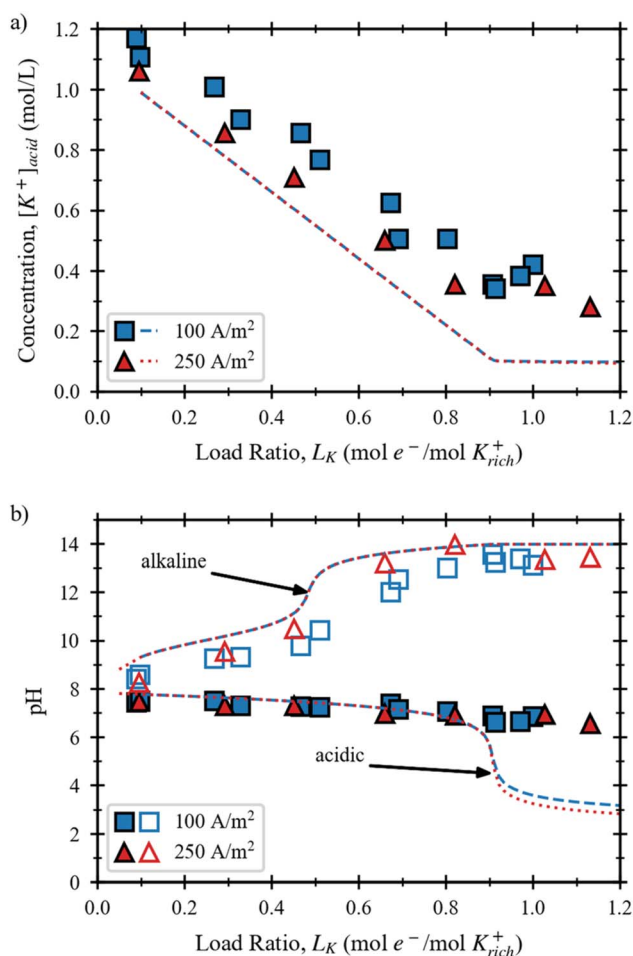 a)
1.2
1.0
0.8
0.6
0.4
0.2
0.0
Concentration, [K⁺]acid (mol/L)
100 A/m²
250 A/m²
0.0 0.2 0.4 0.6 0.8 1.0 1.2
Load Ratio, L_K (mol e⁻/mol K⁺rich)
b)
14
12
10
8
6
4
2
0
pH
alkaline
acidic
100 A/m²
250 A/m²
0.0 0.2 0.4 0.6 0.8 1.0 1.2
Load Ratio, L_K (mol e⁻/mol K⁺rich)